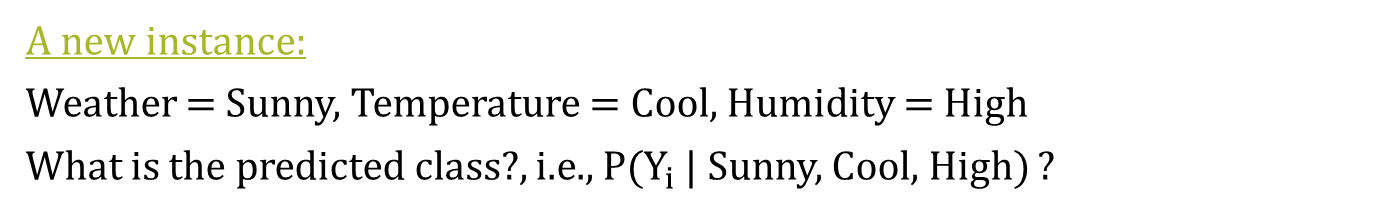 A new instance:
Weather = Sunny, Temperature = Cool, Humidity = High
What is the predicted class?, i.e., P(Yᵢ | Sunny, Cool, High) ?